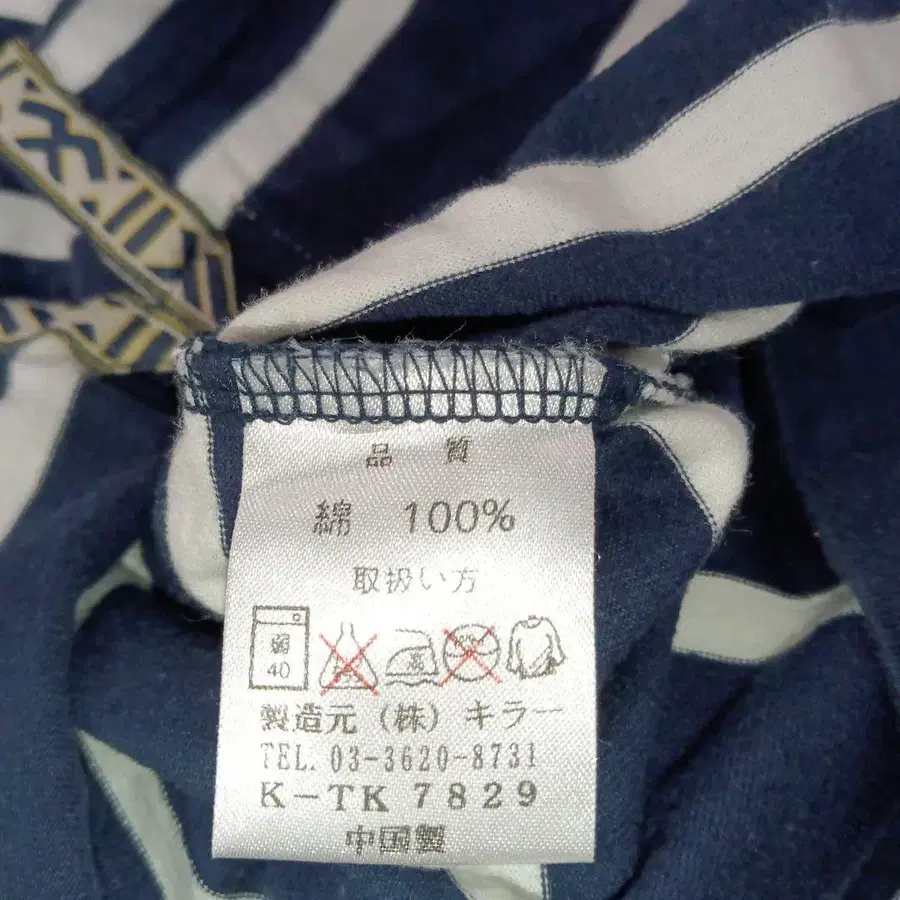 品 質
綿 100%
取扱い方
弱
40
高
製造元 (株) キラー
TEL. 03-3620-8731
K-TK 7829
中国製